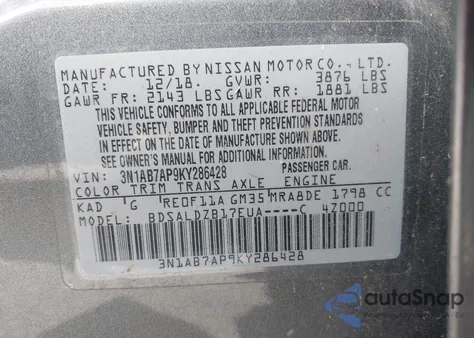 MANUFACTURED BY NISSAN MOTOR CO., LTD.
DATE: 12/18. GVWR: 3876 LBS
GAWR FR: 2143 LBS GAWR RR: 1881 LBS
THIS VEHICLE CONFORMS TO ALL APPLICABLE FEDERAL MOTOR
VEHICLE SAFETY, BUMPER AND THEFT PREVENTION STANDARDS
IN EFFECT ON THE DATE OF MANUFACTURE SHOWN ABOVE.
SEE OWNER'S MANUAL FOR ADDITIONAL INFORMATION.
VIN: 3N1AB7AP9KY286428 PASSENGER CAR.
COLOR TRIM TRANS AXLE ENGINE
KAD G RE0F11A GM35 MRA8DE 1798 CC
MODEL: BDSALDZB17EUA----C 4Z000
3N1AB7AP9KY286428
autoSnap